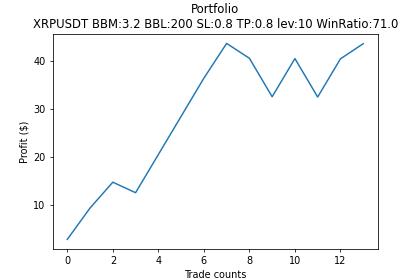 Portfolio
XRPUSDT BBM:3.2 BBL:200 SL:0.8 TP:0.8 lev:10 WinRatio:71.0
40
30
20
10
Profit ($)
0 2 4 6 8 10 12
Trade counts